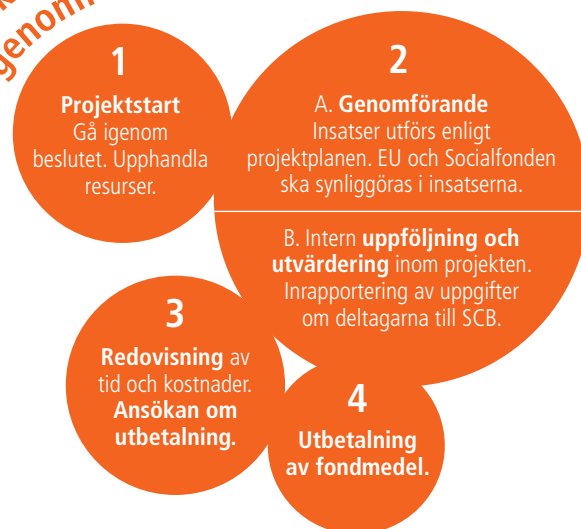 1
Projektstart
Gå igenom
beslutet. Upphandla
resurser.
2
A. Genomförande
Insatser utförs enligt
projektplanen. EU och Socialfonden
ska synliggöras i insatserna.
B. Intern uppföljning och
utvärdering inom projekten.
Inrapportering av uppgifter
om deltagarna till SCB.
3
Redovisning av
tid och kostnader.
Ansökan om
utbetalning.
4
Utbetalning
av fondmedel.